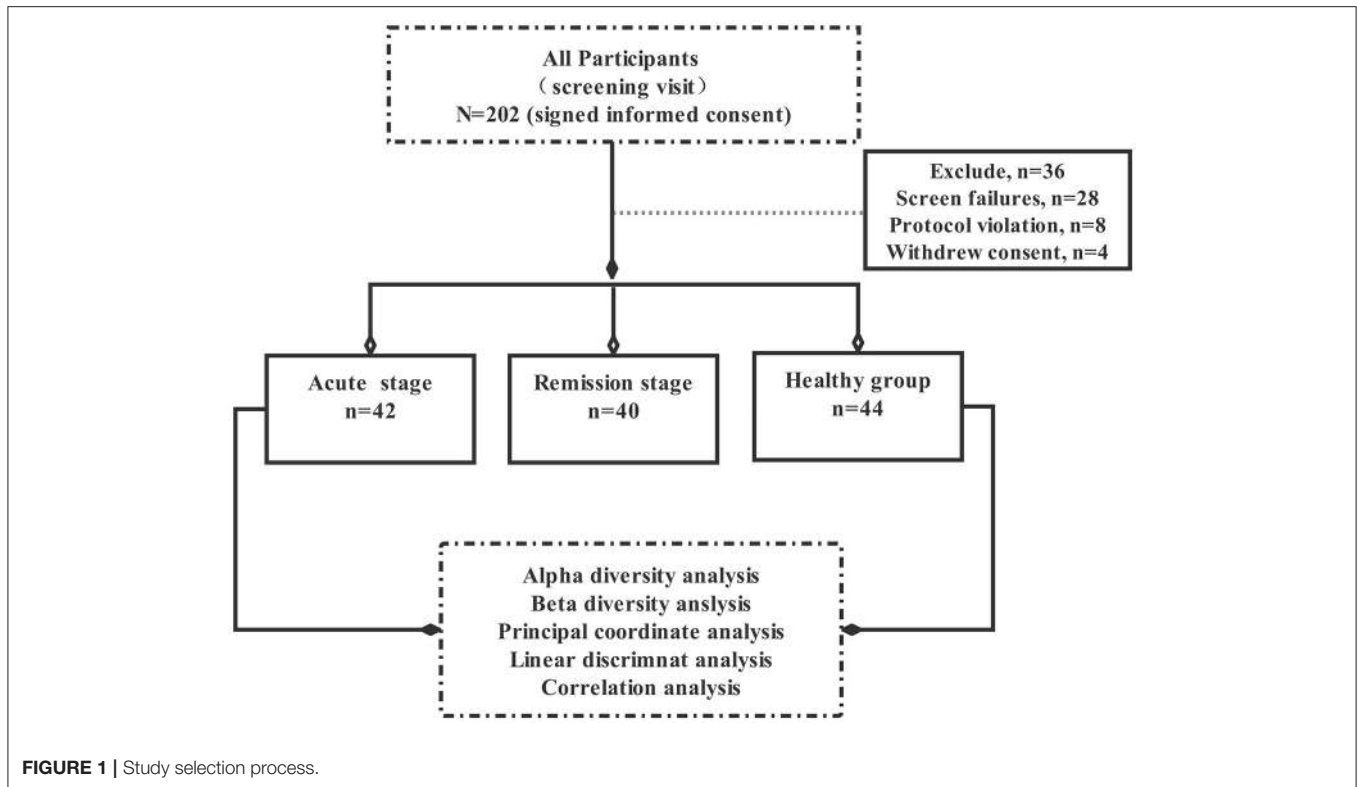 All Participants
（screening visit）
N=202 (signed informed consent)
Exclude, n=36
Screen failures, n=28
Protocol violation, n=8
Withdrew consent, n=4
Acute stage
n=42
Remission stage
n=40
Healthy group
n=44
Alpha diversity analysis
Beta diversity anslysis
Principal coordinate analysis
Linear discrimnat analysis
Correlation analysis
FIGURE 1 | Study selection process.